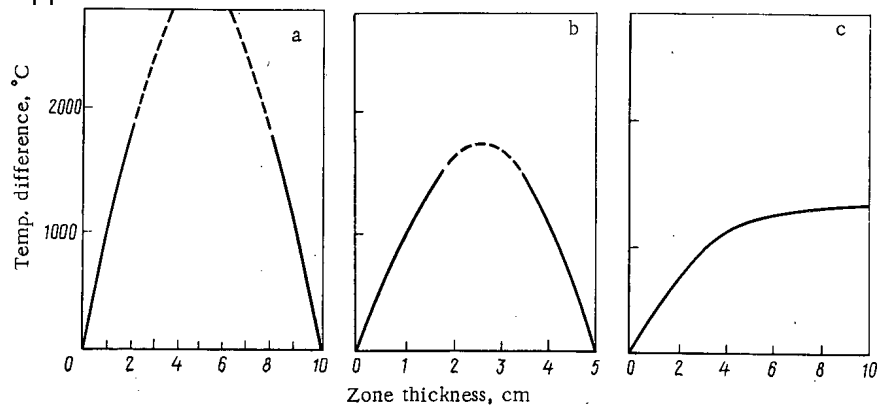 a
b
c
Temp. difference, °C
2000
1000
0 2 4 6 8 10
0 1 2 3 4 5
0 2 4 6 8 10
Zone thickness, cm